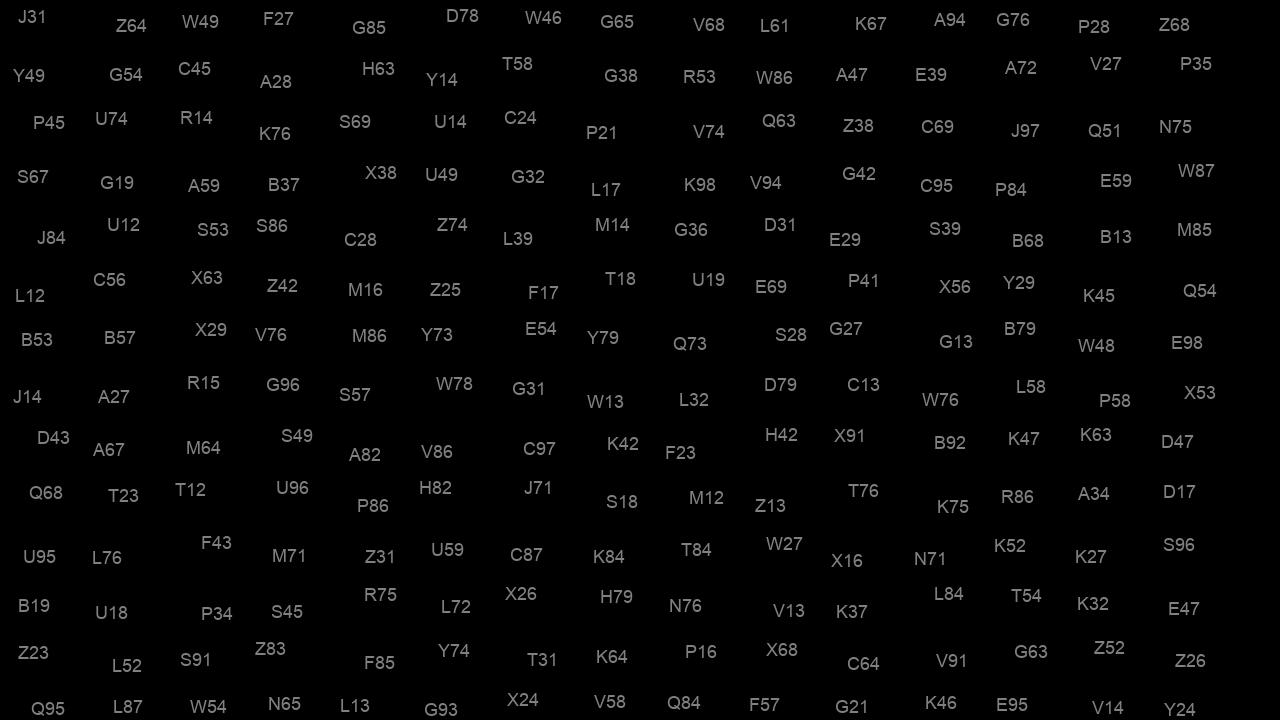 J31 Z64 W49 F27 G85 D78 W46 G65 V68 L61 K67 A94 G76 P28 Z68
Y49 G54 C45 A28 H63 Y14 T58 G38 R53 W86 A47 E39 A72 V27 P35
P45 U74 R14 K76 S69 U14 C24 P21 V74 Q63 Z38 C69 J97 Q51 N75
S67 G19 A59 B37 X38 U49 G32 L17 K98 V94 G42 C95 P84 E59 W87
J84 U12 S53 S86 C28 Z74 L39 M14 G36 D31 E29 S39 B68 B13 M85
L12 C56 X63 Z42 M16 Z25 F17 T18 U19 E69 P41 X56 Y29 K45 Q54
B53 B57 X29 V76 M86 Y73 E54 Y79 Q73 S28 G27 G13 B79 W48 E98
J14 A27 R15 G96 S57 W78 G31 W13 L32 D79 C13 W76 L58 P58 X53
D43 A67 M64 S49 A82 V86 C97 K42 F23 H42 X91 B92 K47 K63 D47
Q68 T23 T12 U96 P86 H82 J71 S18 M12 Z13 T76 K75 R86 A34 D17
U95 L76 F43 M71 Z31 U59 C87 K84 T84 W27 X16 N71 K52 K27 S96
B19 U18 P34 S45 R75 L72 X26 H79 N76 V13 K37 L84 T54 K32 E47
Z23 L52 S91 Z83 F85 Y74 T31 K64 P16 X68 C64 V91 G63 Z52 Z26
Q95 L87 W54 N65 L13 G93 X24 V58 Q84 F57 G21 K46 E95 V14 Y24